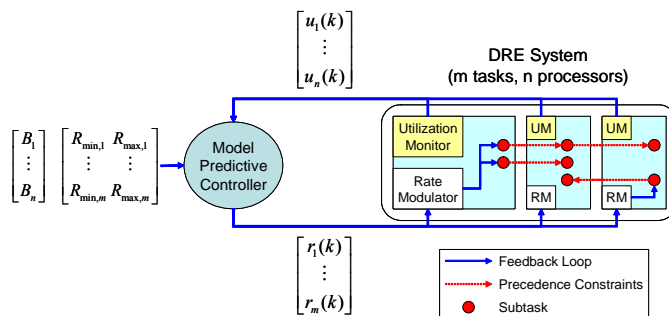 u1(k)
⋮
un(k)
DRE System
(m tasks, n processors)
B1
⋮
Bn
Rmin,1 Rmax,1
⋮ ⋮
Rmin,m Rmax,m
Model
Predictive
Controller
Utilization
Monitor
UM
UM
Rate
Modulator
RM
RM
r1(k)
⋮
rm(k)
Feedback Loop
Precedence Constraints
Subtask